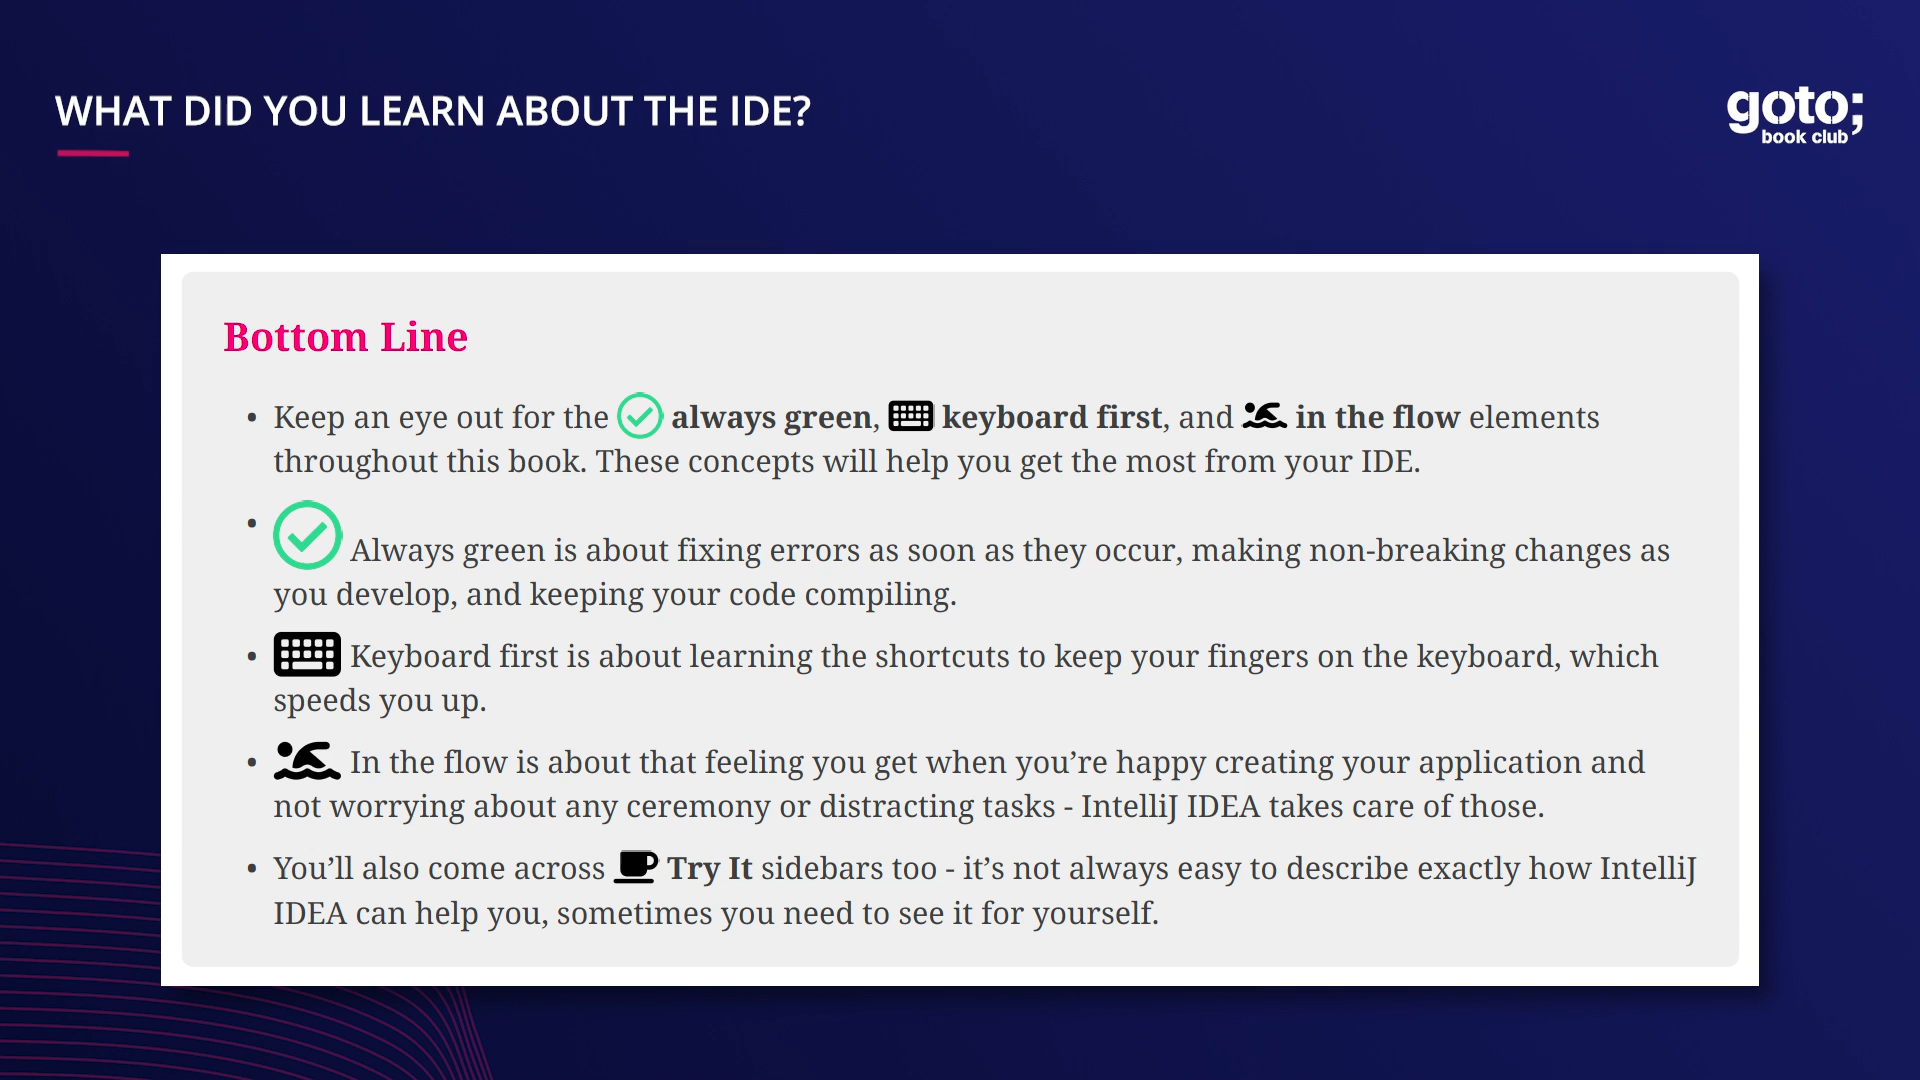 WHAT DID YOU LEARN ABOUT THE IDE?
goto;
book club
Bottom Line
• Keep an eye out for the always green, keyboard first, and in the flow elements
throughout this book. These concepts will help you get the most from your IDE.
• Always green is about fixing errors as soon as they occur, making non-breaking changes as
you develop, and keeping your code compiling.
• Keyboard first is about learning the shortcuts to keep your fingers on the keyboard, which
speeds you up.
• In the flow is about that feeling you get when you’re happy creating your application and
not worrying about any ceremony or distracting tasks - IntelliJ IDEA takes care of those.
• You’ll also come across Try It sidebars too - it’s not always easy to describe exactly how IntelliJ
IDEA can help you, sometimes you need to see it for yourself.